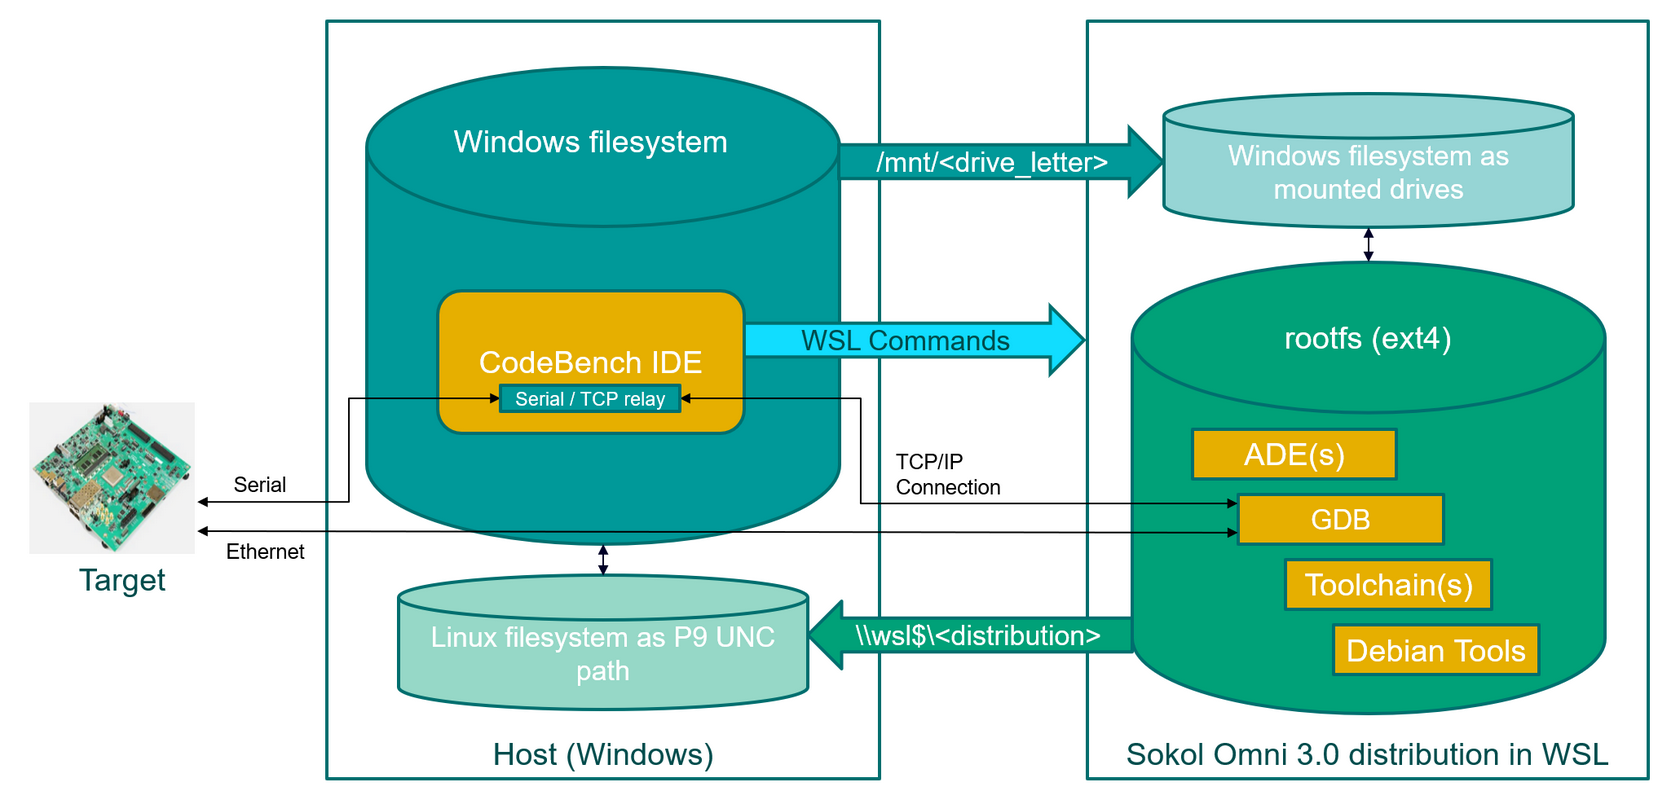 Windows filesystem
/mnt/<drive_letter>
Windows filesystem as
mounted drives
CodeBench IDE
Serial / TCP relay
WSL Commands
rootfs (ext4)
ADE(s)
GDB
Toolchain(s)
Debian Tools
TCP/IP
Connection
Serial
Ethernet
Target
Linux filesystem as P9 UNC
path
\\wsl$\<distribution>
Host (Windows)
Sokol Omni 3.0 distribution in WSL